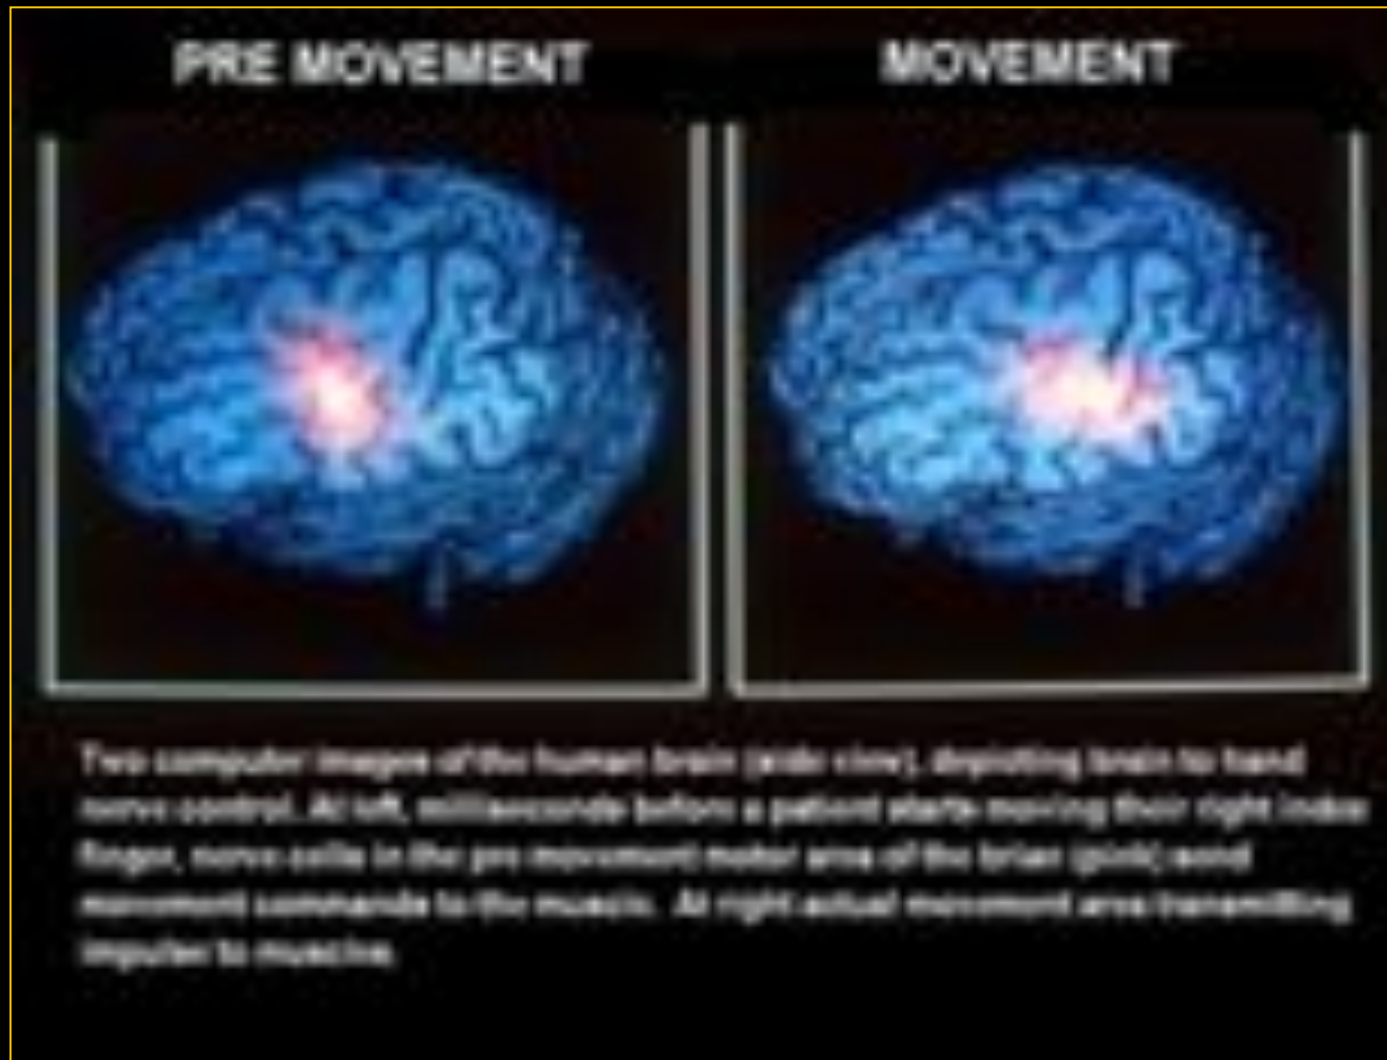 PRE MOVEMENT
MOVEMENT
Two computer images of the human brain (side view), depicting brain to hand
nerve control. At left, milliseconds before a patient starts moving their right index
finger, nerve cells in the pre movement motor area of the brian (pink) send
movement commands to the muscle. At right actual movement area transmitting
impulse to